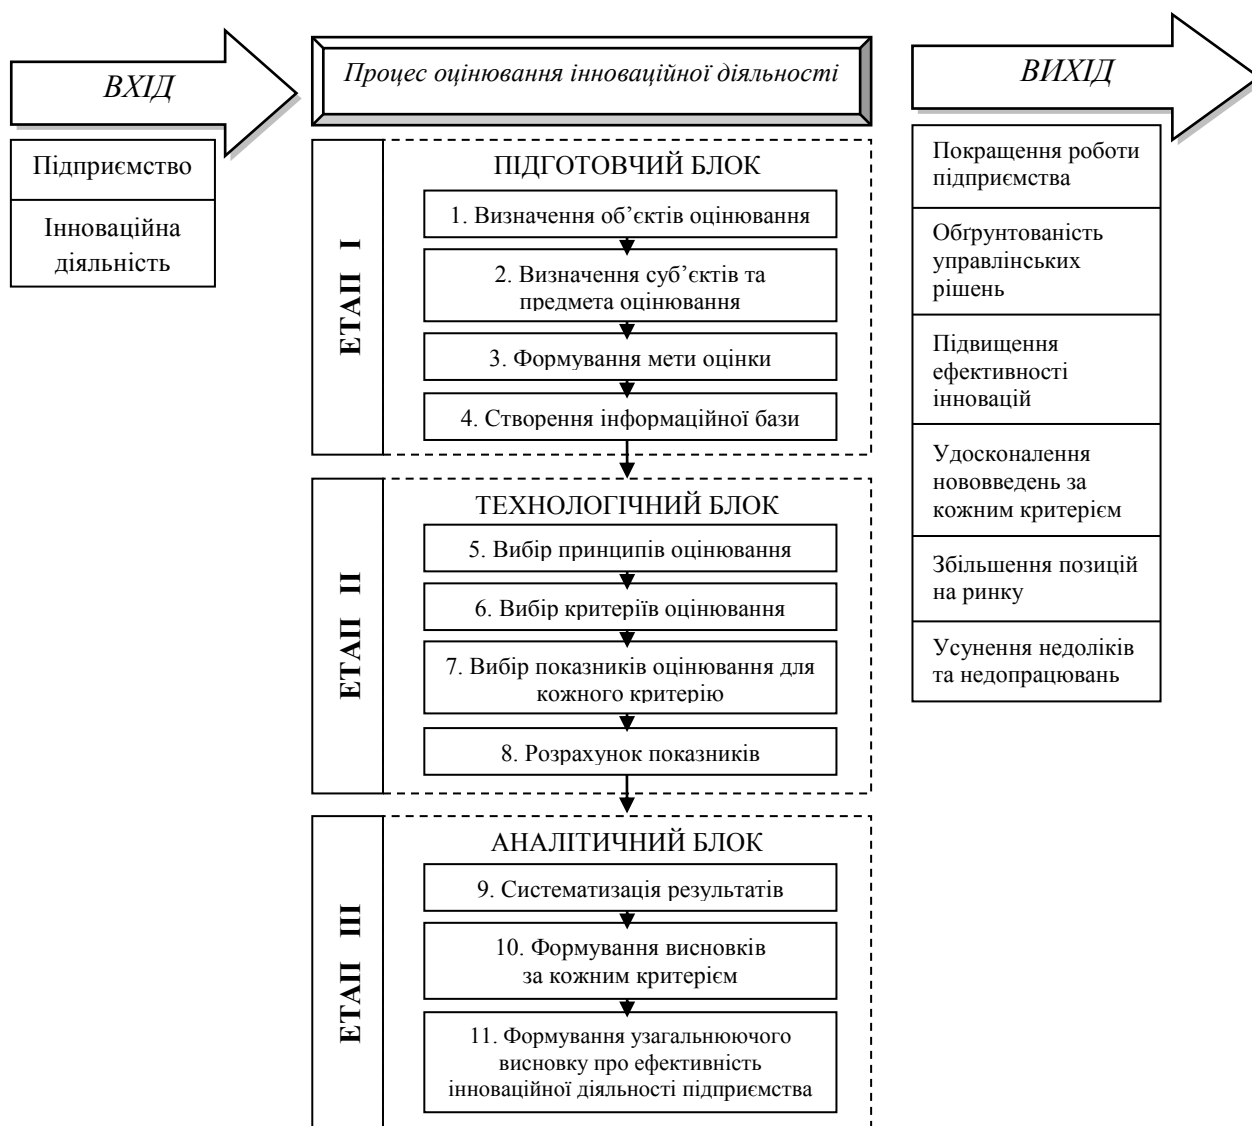 ВХІД
Підприємство
Інноваційна
діяльність
Процес оцінювання інноваційної діяльності
ЕТАП I
ПІДГОТОВЧИЙ БЛОК
1. Визначення об’єктів оцінювання
2. Визначення суб’єктів та
предмета оцінювання
3. Формування мети оцінки
4. Створення інформаційної бази
ЕТАП II
ТЕХНОЛОГІЧНИЙ БЛОК
5. Вибір принципів оцінювання
6. Вибір критеріїв оцінювання
7. Вибір показників оцінювання для
кожного критерію
8. Розрахунок показників
ЕТАП III
АНАЛІТИЧНИЙ БЛОК
9. Систематизація результатів
10. Формування висновків
за кожним критерієм
11. Формування узагальнюючого
висновку про ефективність
інноваційної діяльності підприємства
ВИХІД
Покращення роботи
підприємства
Обґрунтованість
управлінських
рішень
Підвищення
ефективності
інновацій
Удосконалення
нововведень за
кожним критерієм
Збільшення позицій
на ринку
Усунення недоліків
та недопрацювань